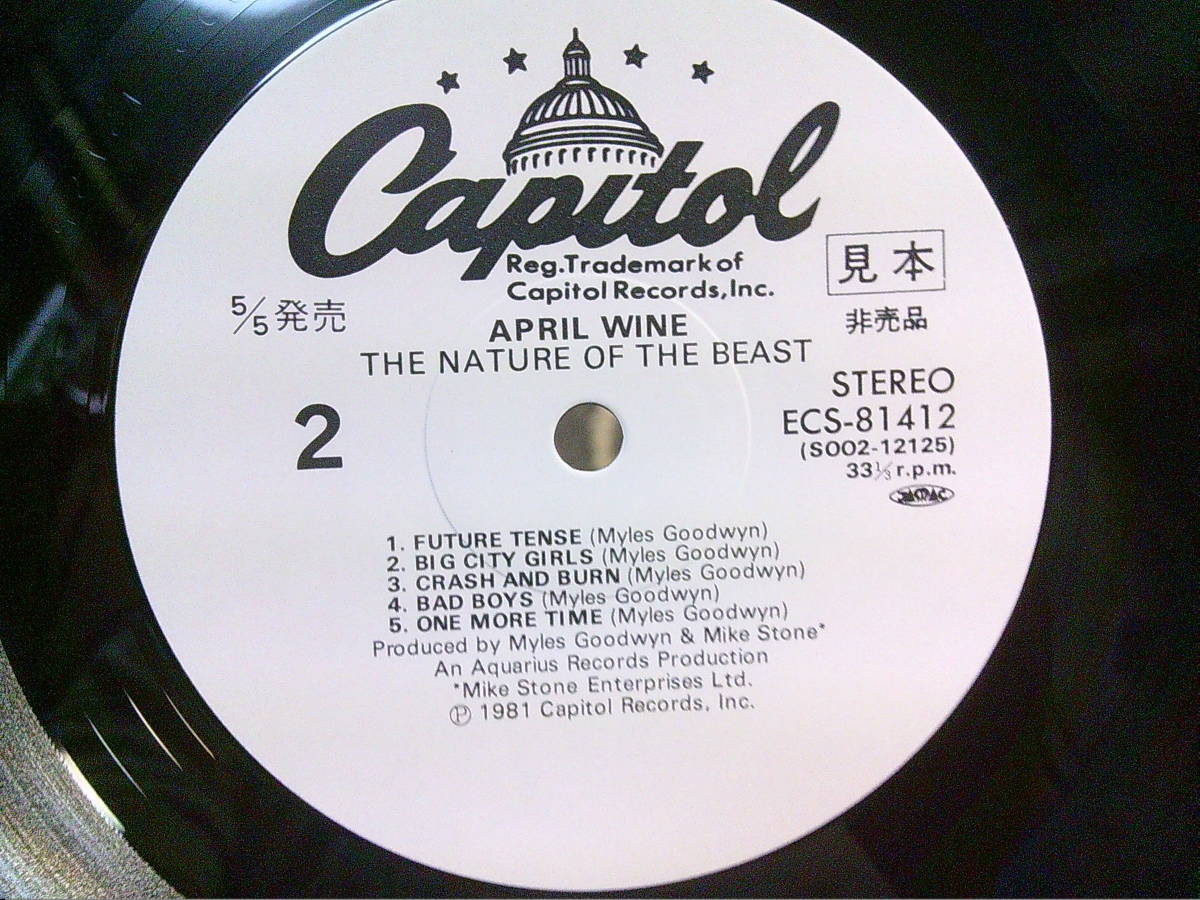 Capitol
Reg.Trademark of
Capitol Records,Inc.
見本
非売品
5/5 発売
APRIL WINE
THE NATURE OF THE BEAST
STEREO
ECS-81412
(S002-12125)
33⅓ r.p.m.
2
1. FUTURE TENSE (Myles Goodwyn)
2. BIG CITY GIRLS (Myles Goodwyn)
3. CRASH AND BURN (Myles Goodwyn)
4. BAD BOYS (Myles Goodwyn)
5. ONE MORE TIME (Myles Goodwyn)
Produced by Myles Goodwyn & Mike Stone*
An Aquarius Records Production
*Mike Stone Enterprises Ltd.
℗ 1981 Capitol Records, Inc.